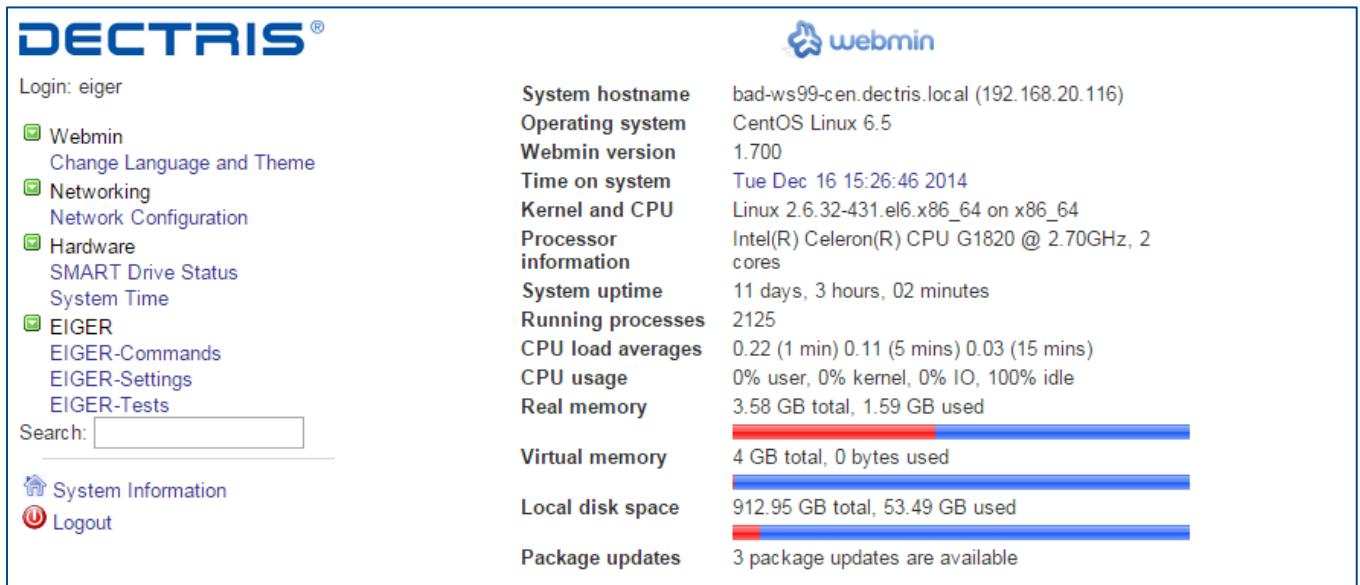 DECTRIS®
webmin
Login: eiger
Webmin
Change Language and Theme
Networking
Network Configuration
Hardware
SMART Drive Status
System Time
EIGER
EIGER-Commands
EIGER-Settings
EIGER-Tests
Search:
System Information
Logout
System hostname bad-ws99-cen.dectris.local (192.168.20.116)
Operating system CentOS Linux 6.5
Webmin version 1.700
Time on system Tue Dec 16 15:26:46 2014
Kernel and CPU Linux 2.6.32-431.el6.x86_64 on x86_64
Processor Intel(R) Celeron(R) CPU G1820 @ 2.70GHz, 2
information cores
System uptime 11 days, 3 hours, 02 minutes
Running processes 2125
CPU load averages 0.22 (1 min) 0.11 (5 mins) 0.03 (15 mins)
CPU usage 0% user, 0% kernel, 0% IO, 100% idle
Real memory 3.58 GB total, 1.59 GB used
Virtual memory 4 GB total, 0 bytes used
Local disk space 912.95 GB total, 53.49 GB used
Package updates 3 package updates are available